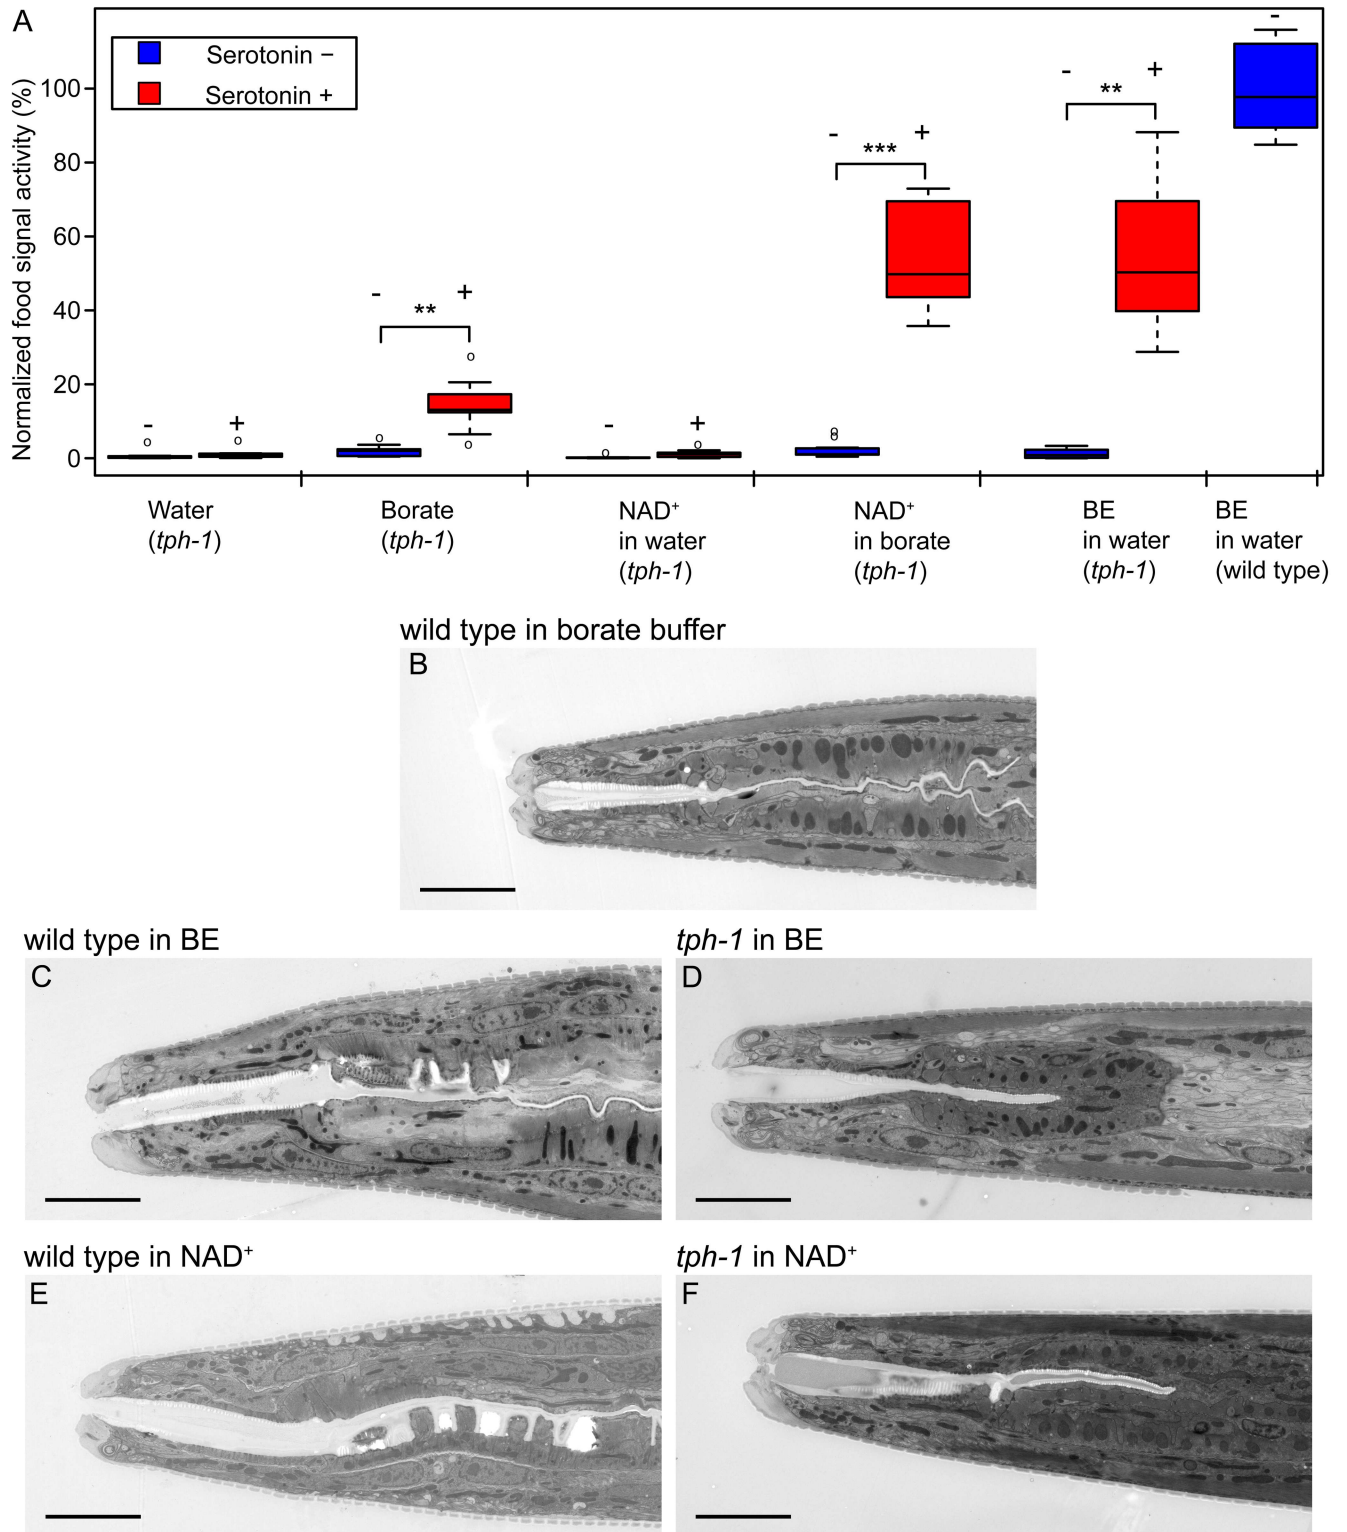 A
Normalized food signal activity (%)
100
80
60
40
20
0
Serotonin −
Serotonin +
- +
- +
**
- +
- +
***
- +
**
-
Water
(tph-1)
Borate
(tph-1)
NAD⁺
in water
(tph-1)
NAD⁺
in borate
(tph-1)
BE
in water
(tph-1)
BE
in water
(wild type)
wild type in borate buffer
B
wild type in BE
C
tph-1 in BE
D
wild type in NAD⁺
E
tph-1 in NAD⁺
F